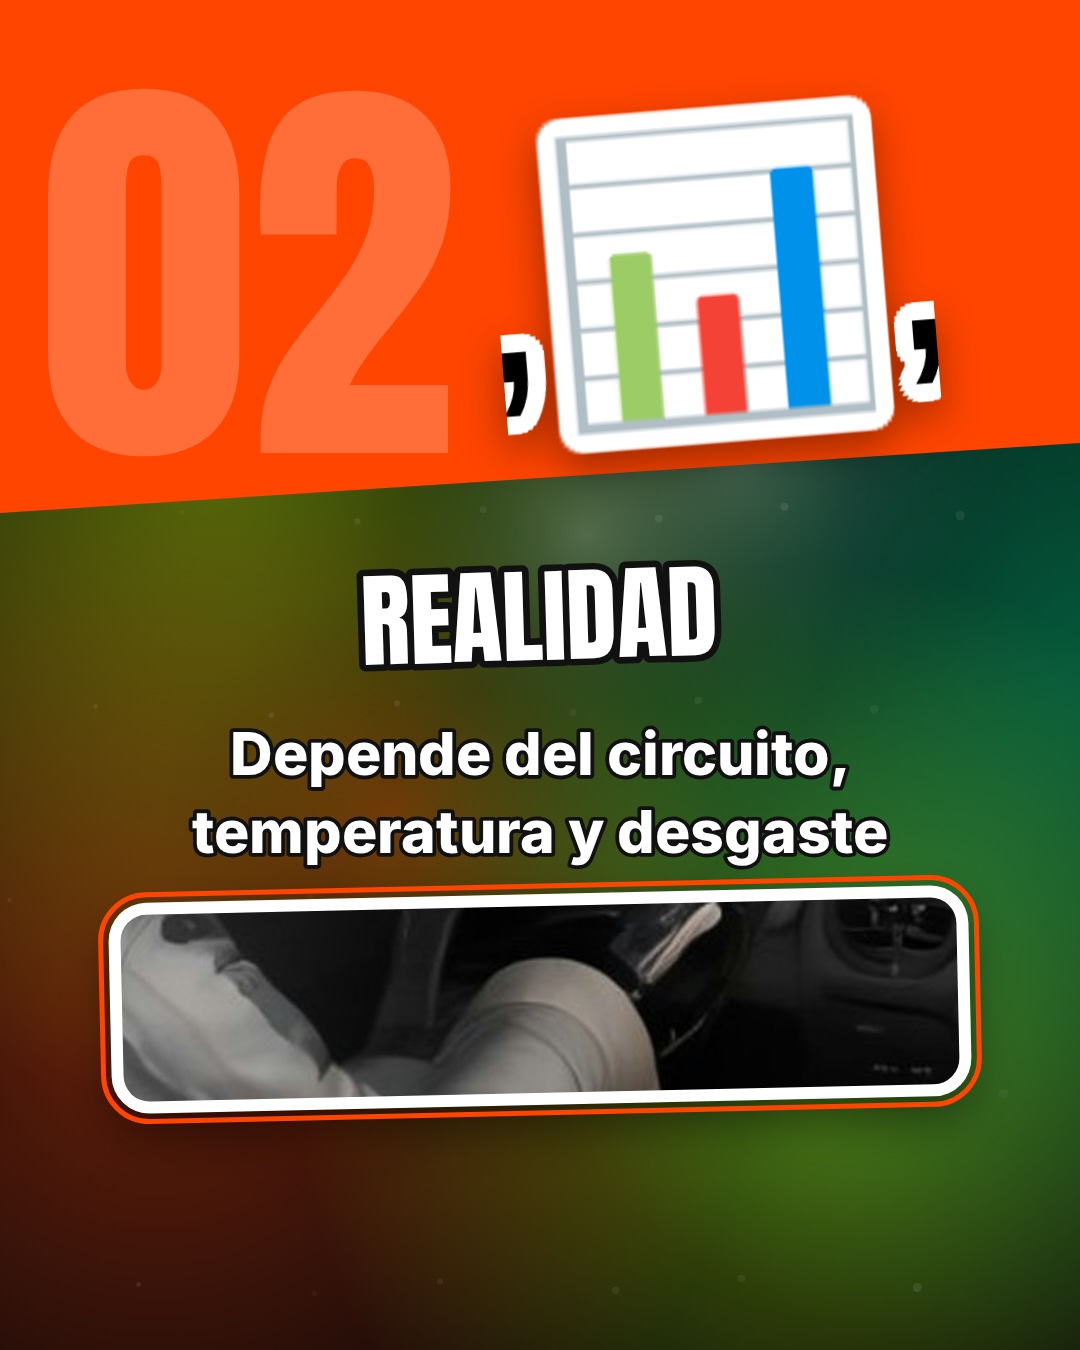 02
, ,
REALIDAD
Depende del circuito,
temperatura y desgaste